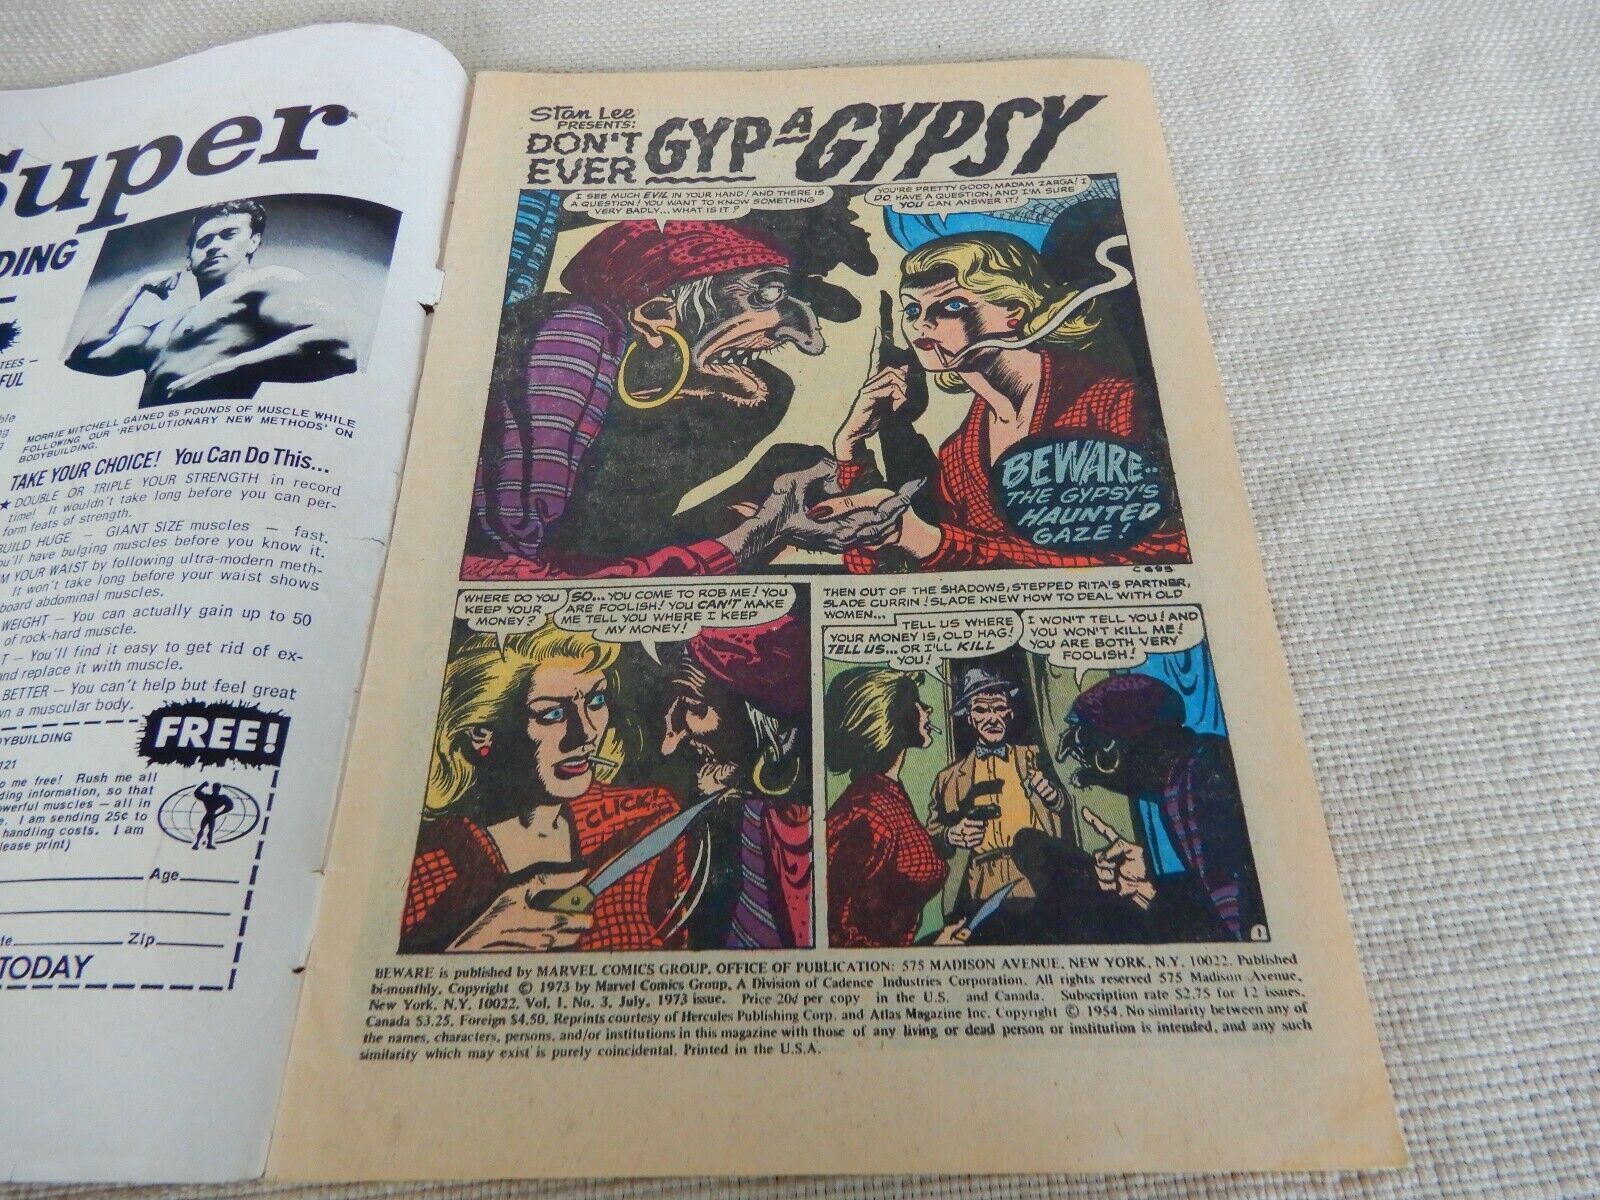 Super
DING
TEES –
FUL
MORRIE MITCHELL GAINED 65 POUNDS OF MUSCLE WHILE
FOLLOWING OUR 'REVOLUTIONARY NEW METHODS' ON
BODYBUILDING.
TAKE YOUR CHOICE! You Can Do This...
★ DOUBLE OR TRIPLE YOUR STRENGTH in record
time! It wouldn't take long before you can per-
form feats of strength.
BUILD HUGE – GIANT SIZE muscles – fast.
You'll have bulging muscles before you know it.
YOUR WAIST by following ultra-modern meth-
It won't take long before your waist shows
board abdominal muscles.
WEIGHT – You can actually gain up to 50
of rock-hard muscle.
You'll find it easy to get rid of ex-
and replace it with muscle.
BETTER – You can't help but feel great
a muscular body.
FREE!
DYBUILDING
121
me free! Rush me all
ding information, so that
powerful muscles – all in
I am sending 25¢ to
handling costs. I am
lease print)
Age
Zip
TODAY
Stan Lee
PRESENTS:
DON'T
EVER GYP A GYPSY
I SEE MUCH EVIL IN YOUR HAND! AND THERE IS
A QUESTION! YOU WANT TO KNOW SOMETHING
VERY BADLY... WHAT IS IT?
YOU'RE PRETTY GOOD, MADAM ZARGA! I
DO HAVE A QUESTION, AND I'M SURE
YOU CAN ANSWER IT!
BEWARE..
THE GYPSY'S
HAUNTED
GAZE!
WHERE DO YOU
KEEP YOUR
MONEY?
SO... YOU COME TO ROB ME! YOU
ARE FOOLISH! YOU CAN'T MAKE
ME TELL YOU WHERE I KEEP
MY MONEY!
CLICK!
THEN OUT OF THE SHADOWS, STEPPED RITA'S PARTNER,
SLADE CURRIN! SLADE KNEW HOW TO DEAL WITH OLD
WOMEN...
TELL US WHERE
YOUR MONEY IS, OLD HAG!
TELL US... OR I'LL KILL
YOU!
I WON'T TELL YOU! AND
YOU WON'T KILL ME!
YOU ARE BOTH VERY
FOOLISH!
1
BEWARE is published by MARVEL COMICS GROUP. OFFICE OF PUBLICATION: 575 MADISON AVENUE, NEW YORK, N.Y. 10022. Published
bi-monthly. Copyright © 1973 by Marvel Comics Group, A Division of Cadence Industries Corporation. All rights reserved 575 Madison Avenue,
New York, N.Y. 10022. Vol. 1, No. 3, July, 1973 issue. Price 20¢ per copy in the U.S. and Canada. Subscription rate $2.75 for 12 issues.
Canada $3.25, Foreign $4.50. Reprints courtesy of Hercules Publishing Corp. and Atlas Magazine Inc. Copyright © 1954. No similarity between any of
the names, characters, persons, and/or institutions in this magazine with those of any living or dead person or institution is intended, and any such
similarity which may exist is purely coincidental. Printed in the U.S.A.